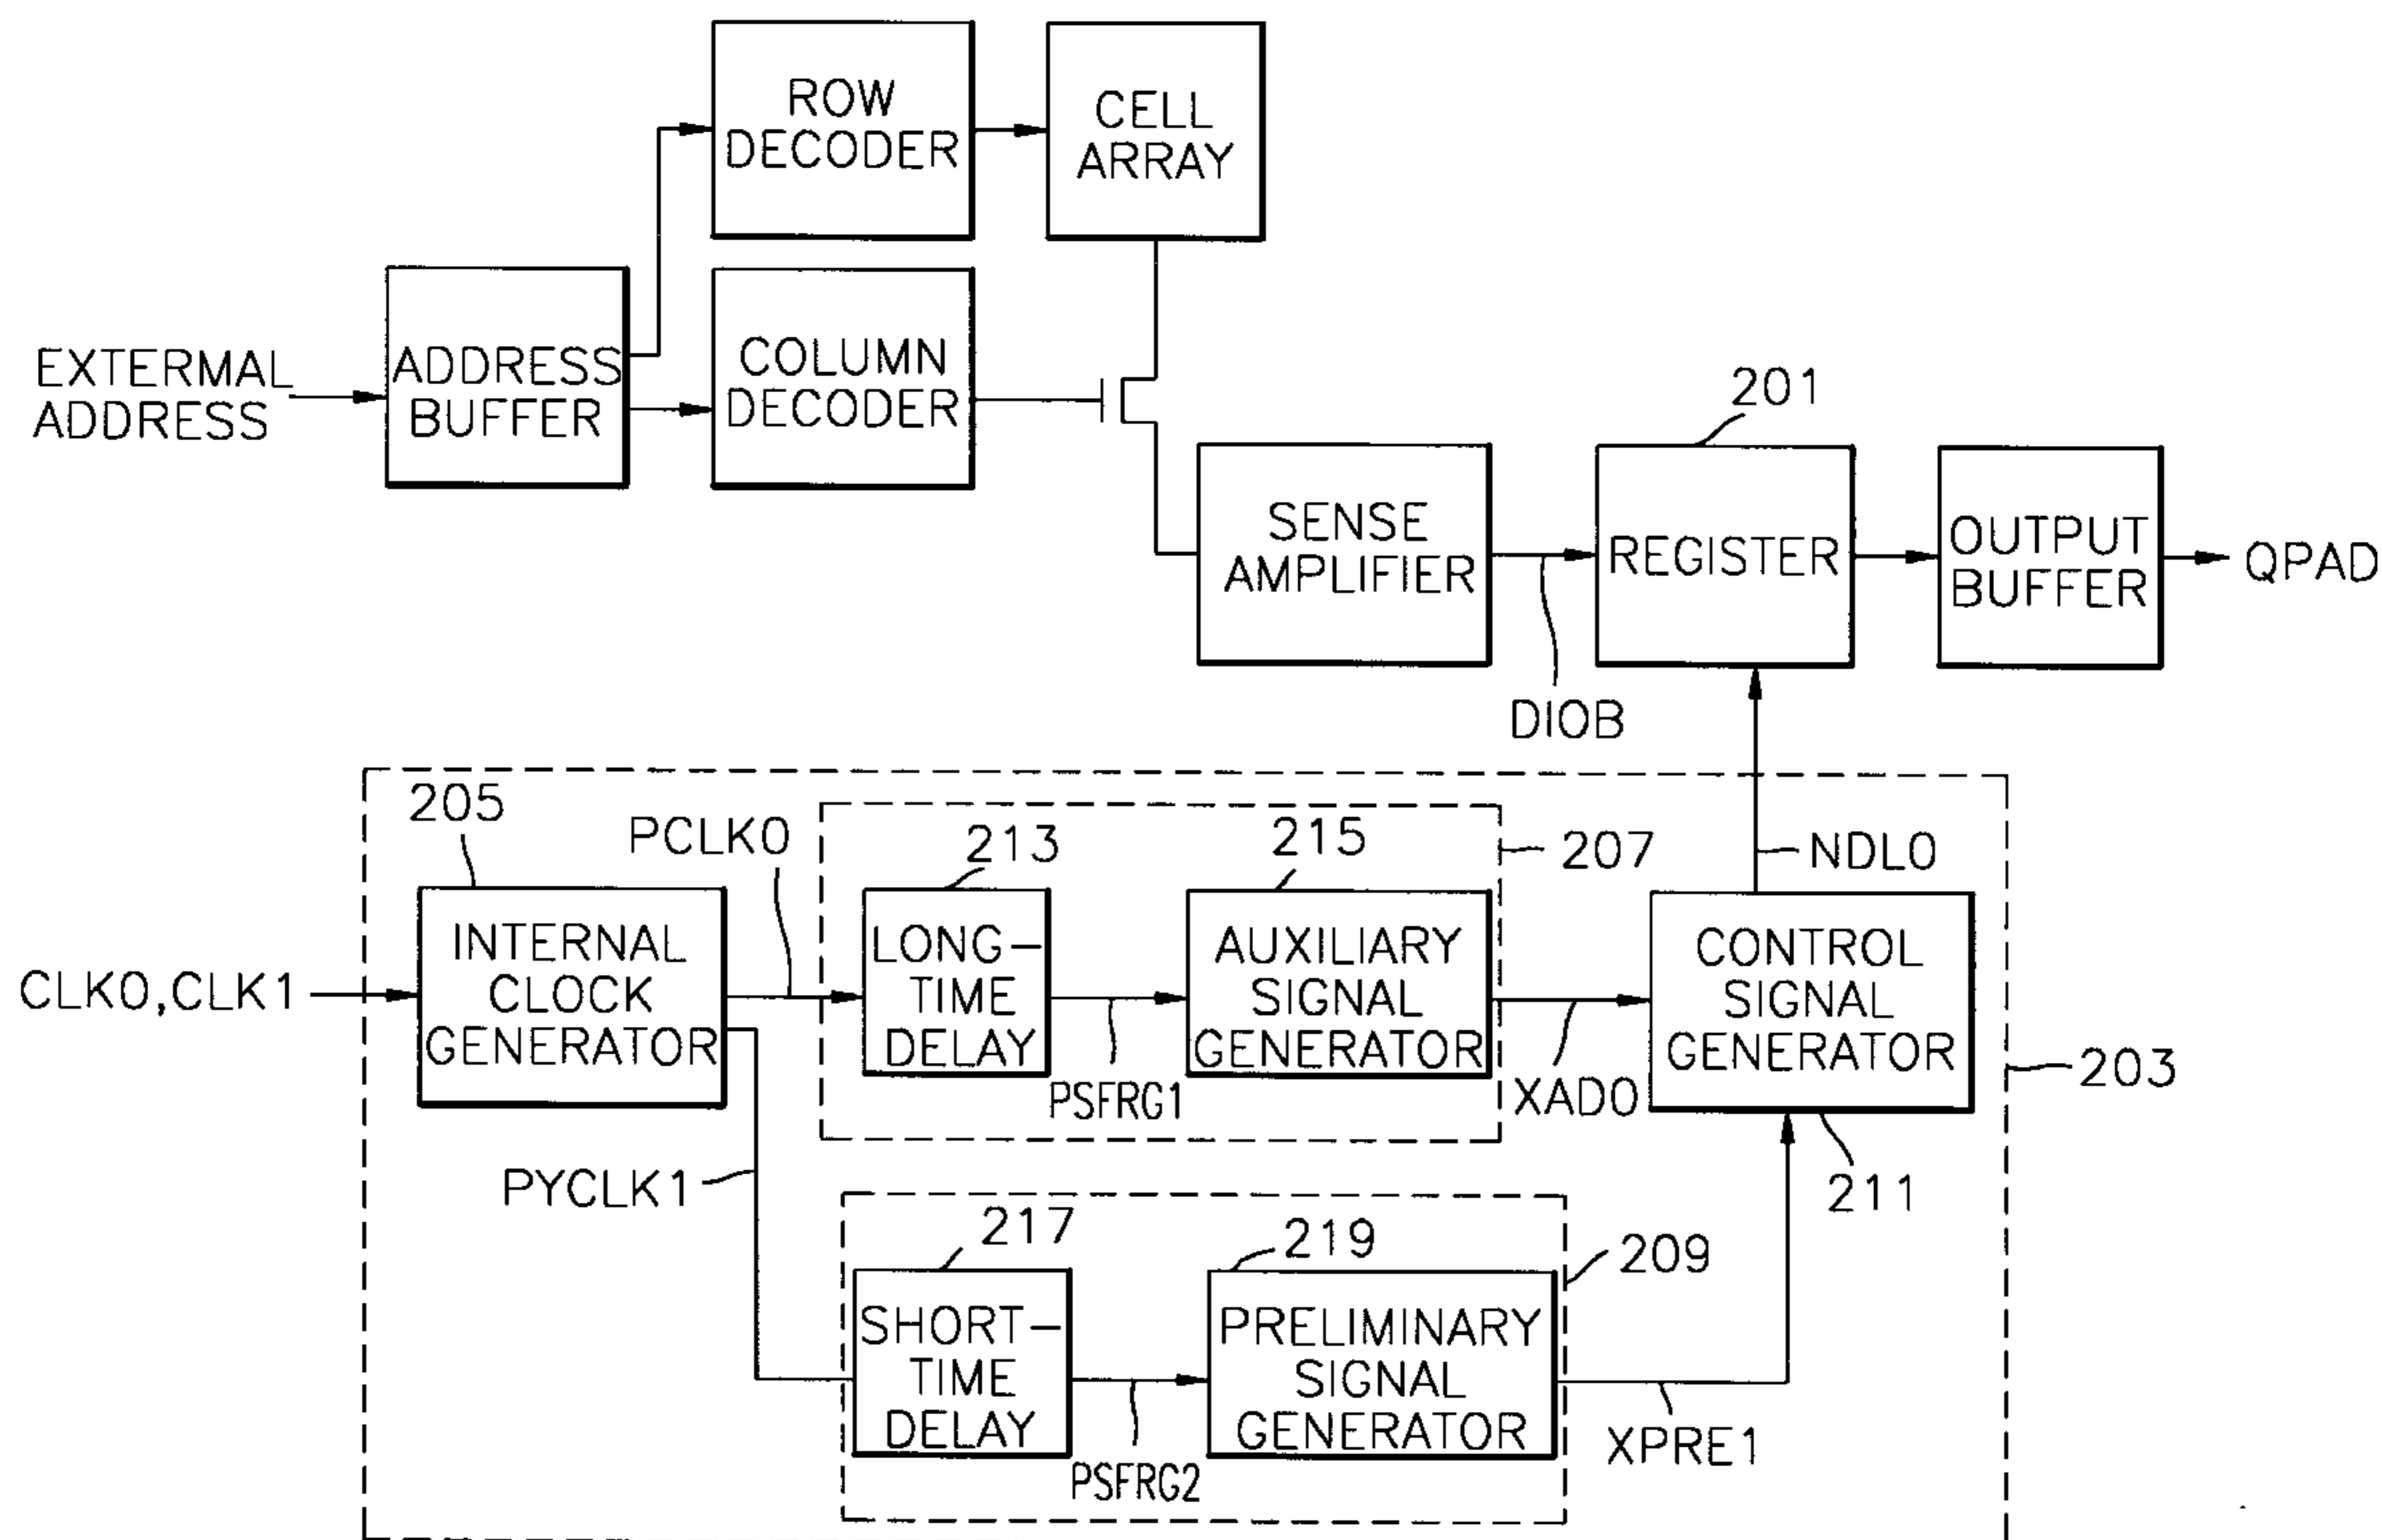 ROW
DECODER
CELL
ARRAY
EXTERMAL
ADDRESS
ADDRESS
BUFFER
COLUMN
DECODER
201
SENSE
AMPLIFIER
REGISTER
OUTPUT
BUFFER
QPAD
DIOB
205
PCLK0
213
215
207
NDL0
CLK0,CLK1
INTERNAL
CLOCK
GENERATOR
LONG-
TIME
DELAY
AUXILIARY
SIGNAL
GENERATOR
CONTROL
SIGNAL
GENERATOR
203
PSFRG1
XAD0
PYCLK1
211
217
219
209
SHORT-
TIME
DELAY
PRELIMINARY
SIGNAL
GENERATOR
PSFRG2
XPRE1